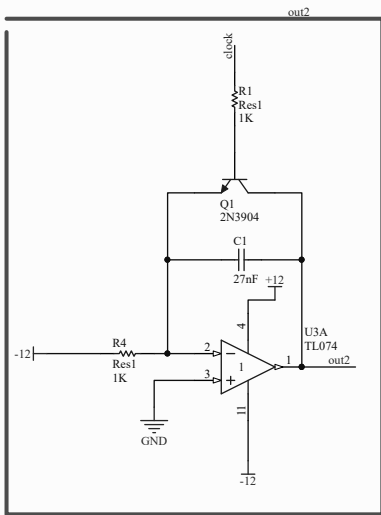 out2
clock
R1
Res1
1K
Q1
2N3904
C1
27nF
+12
U3A
TL074
4
R4
-12
Res1
1K
2
1
1
out2
3
11
GND
-12